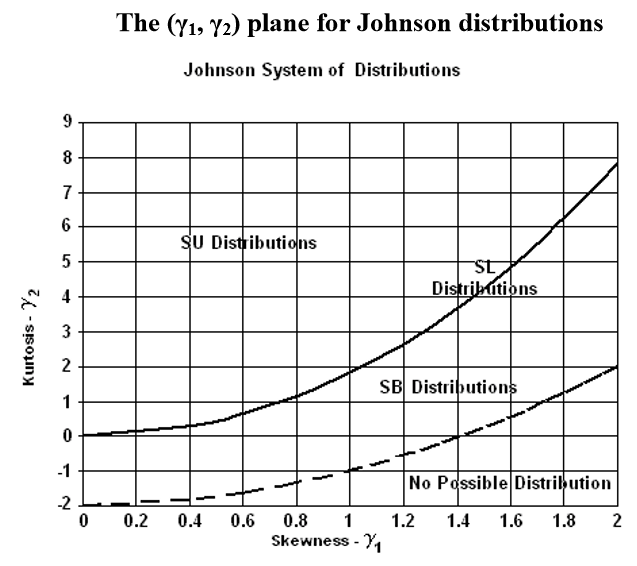 The (γ1, γ2) plane for Johnson distributions
Johnson System of Distributions
9
8
7
6
5
4
3
2
1
0
-1
-2
Kurtosis - γ2
SU Distributions
SL
Distributions
SB Distributions
No Possible Distribution
0 0.2 0.4 0.6 0.8 1 1.2 1.4 1.6 1.8 2
Skewness - γ1